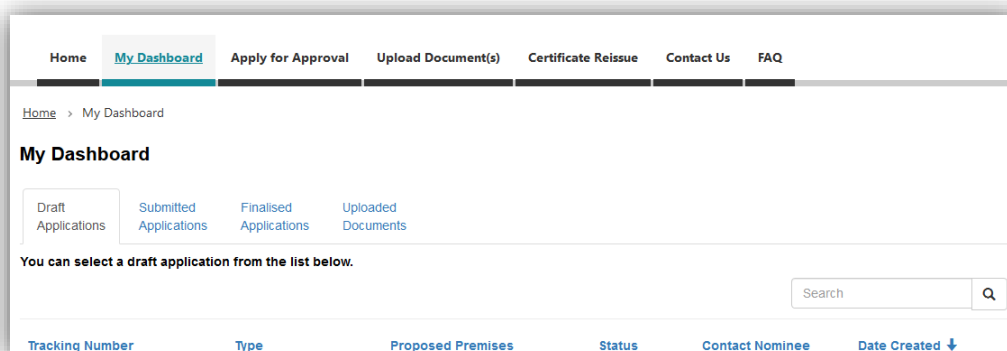 Home My Dashboard Apply for Approval Upload Document(s) Certificate Reissue Contact Us FAQ
Home > My Dashboard
My Dashboard
Draft Submitted Finalised Uploaded
Applications Applications Applications Documents
You can select a draft application from the list below.
Search
Tracking Number Type Proposed Premises Status Contact Nominee Date Created